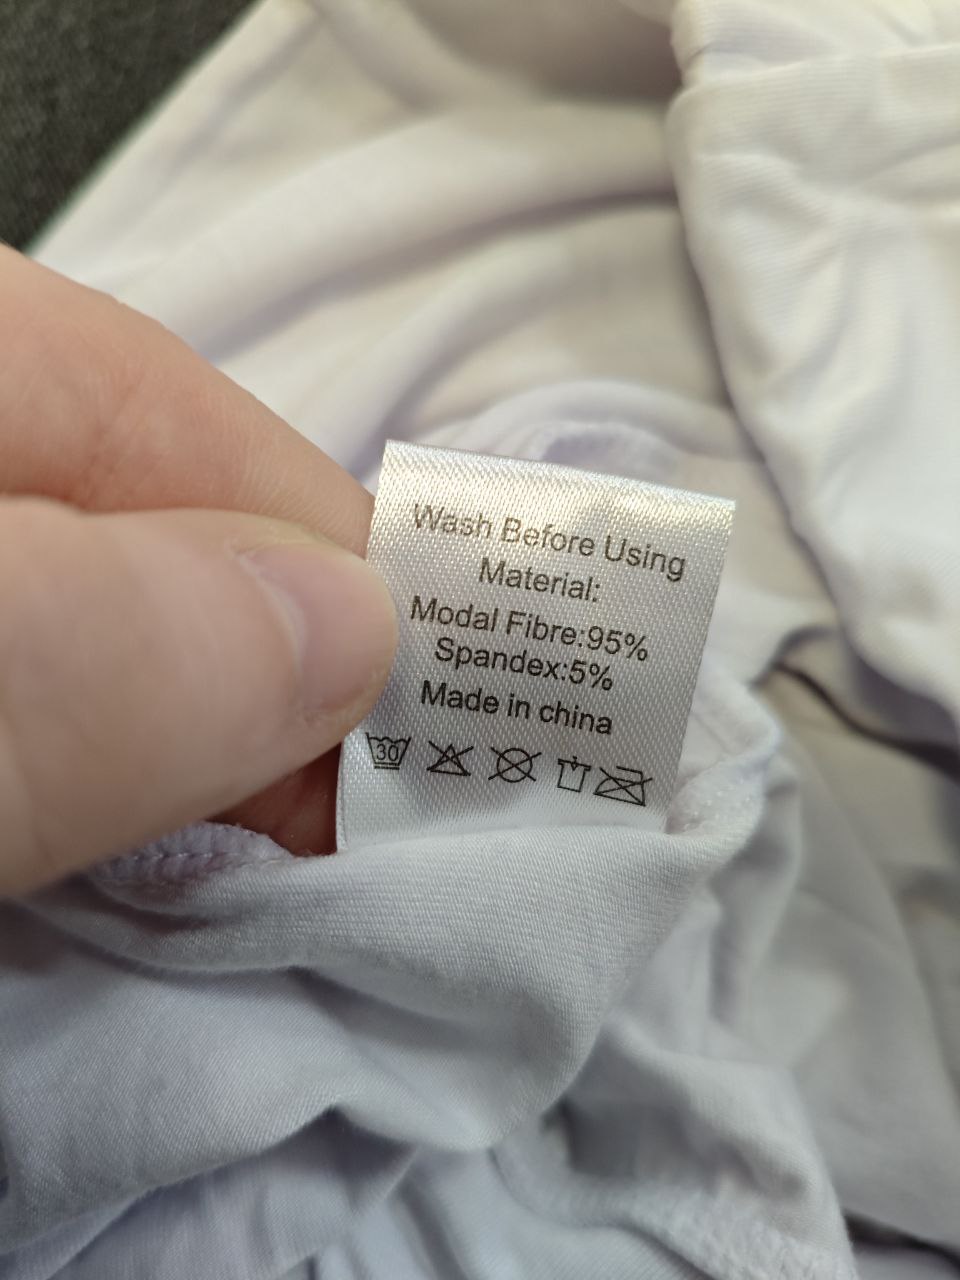 Wash Before Using
Material:
Modal Fibre:95%
Spandex:5%
Made in china
30